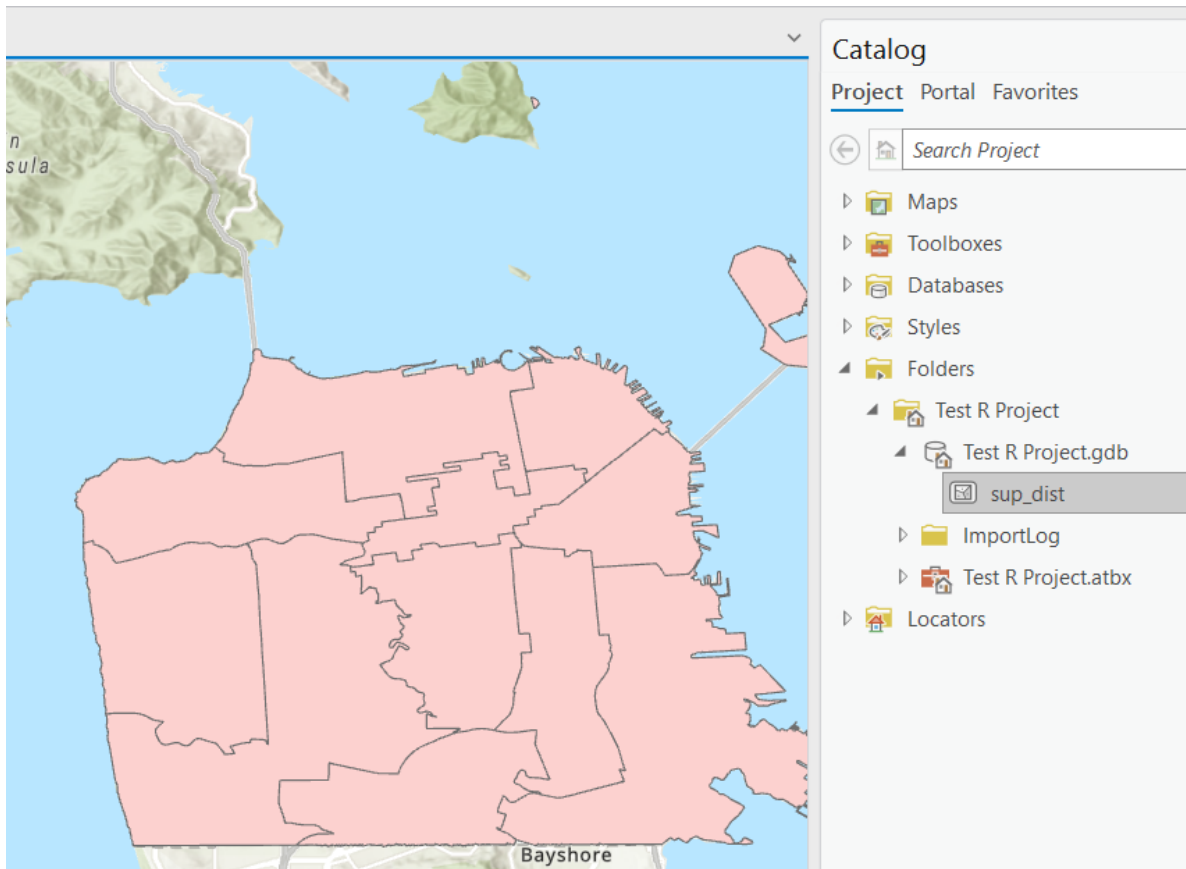 n
sula
Bayshore
Catalog
Project Portal Favorites
Search Project
Maps
Toolboxes
Databases
Styles
Folders
Test R Project
Test R Project.gdb
sup_dist
ImportLog
Test R Project.atbx
Locators